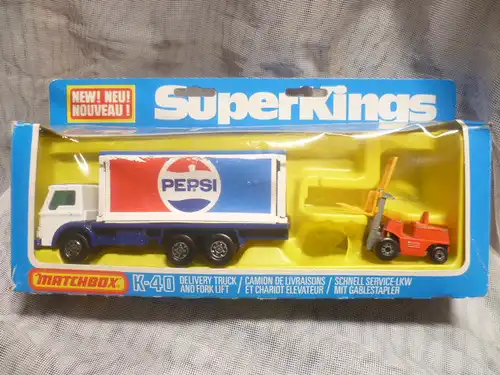 NEW! NEU!
NOUVEAU!
SuperKings
PEPSI
MATCHBOX
K-40
DELIVERY TRUCK / CAMION DE LIVRAISONS / SCHNELL SERVICE-LKW
AND FORK LIFT / ET CHARIOT ELEVATEUR / MIT GABLESTAPLER